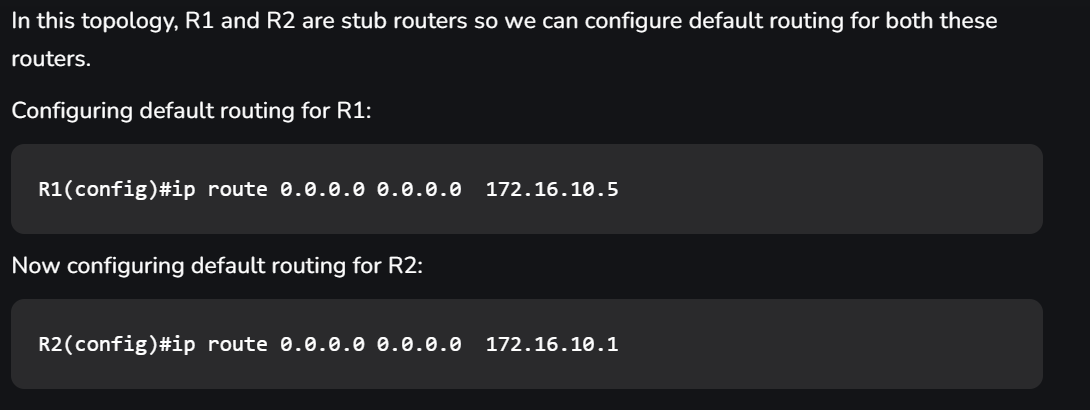 In this topology, R1 and R2 are stub routers so we can configure default routing for both these
routers.
Configuring default routing for R1:
R1(config)#ip route 0.0.0.0 0.0.0.0  172.16.10.5
Now configuring default routing for R2:
R2(config)#ip route 0.0.0.0 0.0.0.0  172.16.10.1